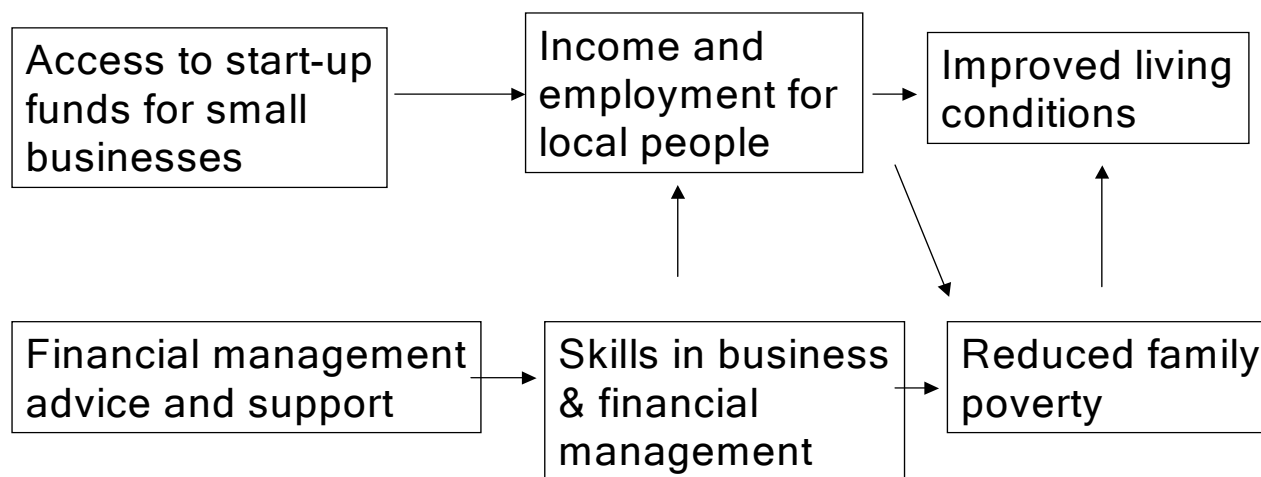 Access to start-up
funds for small
businesses
Income and
employment for
local people
Improved living
conditions
Financial management
advice and support
Skills in business
& financial
management
Reduced family
poverty